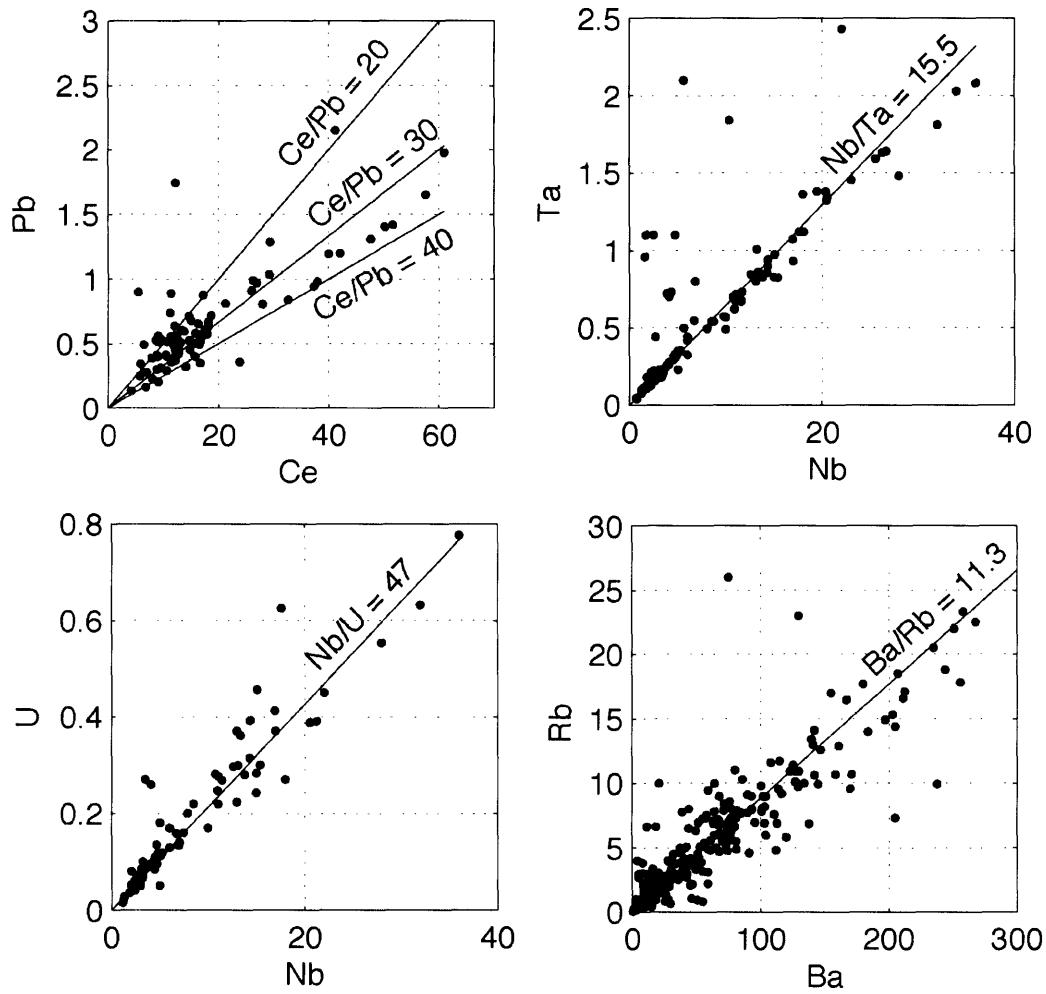 3
2.5
2
1.5
1
0.5
0
Pb
Ce/Pb = 20
Ce/Pb = 30
Ce/Pb = 40
0 20 40 60
Ce
2.5
2
1.5
1
0.5
0
Ta
Nb/Ta = 15.5
0 20 40
Nb
0.8
0.6
0.4
0.2
0
U
Nb/U = 47
0 20 40
Nb
30
25
20
15
10
5
0
Rb
Ba/Rb = 11.3
0 100 200 300
Ba